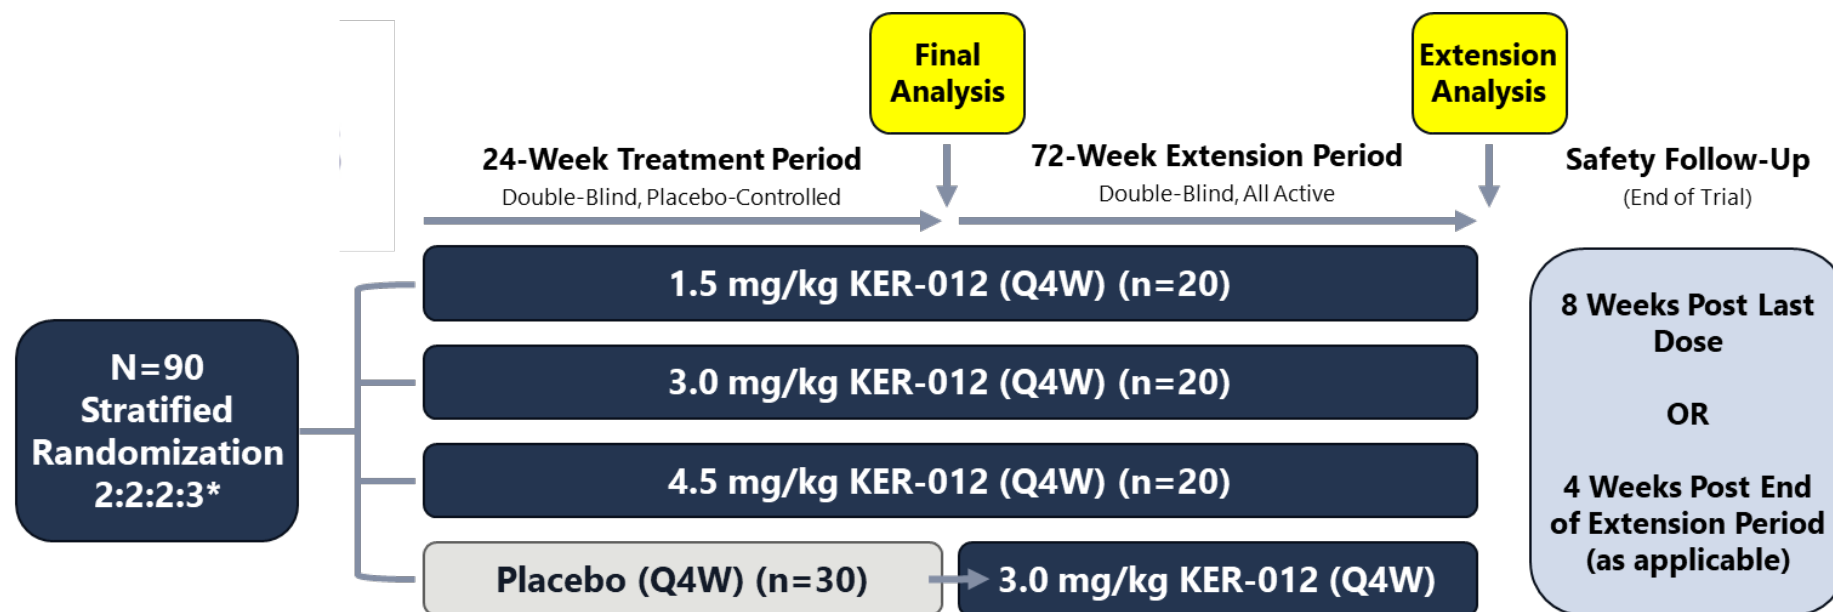 Final
Analysis
Extension
Analysis
24-Week Treatment Period
Double-Blind, Placebo-Controlled
72-Week Extension Period
Double-Blind, All Active
Safety Follow-Up
(End of Trial)
N=90
Stratified
Randomization
2:2:2:3*
1.5 mg/kg KER-012 (Q4W) (n=20)
3.0 mg/kg KER-012 (Q4W) (n=20)
4.5 mg/kg KER-012 (Q4W) (n=20)
Placebo (Q4W) (n=30)
3.0 mg/kg KER-012 (Q4W)
8 Weeks Post Last
Dose
OR
4 Weeks Post End
of Extension Period
(as applicable)